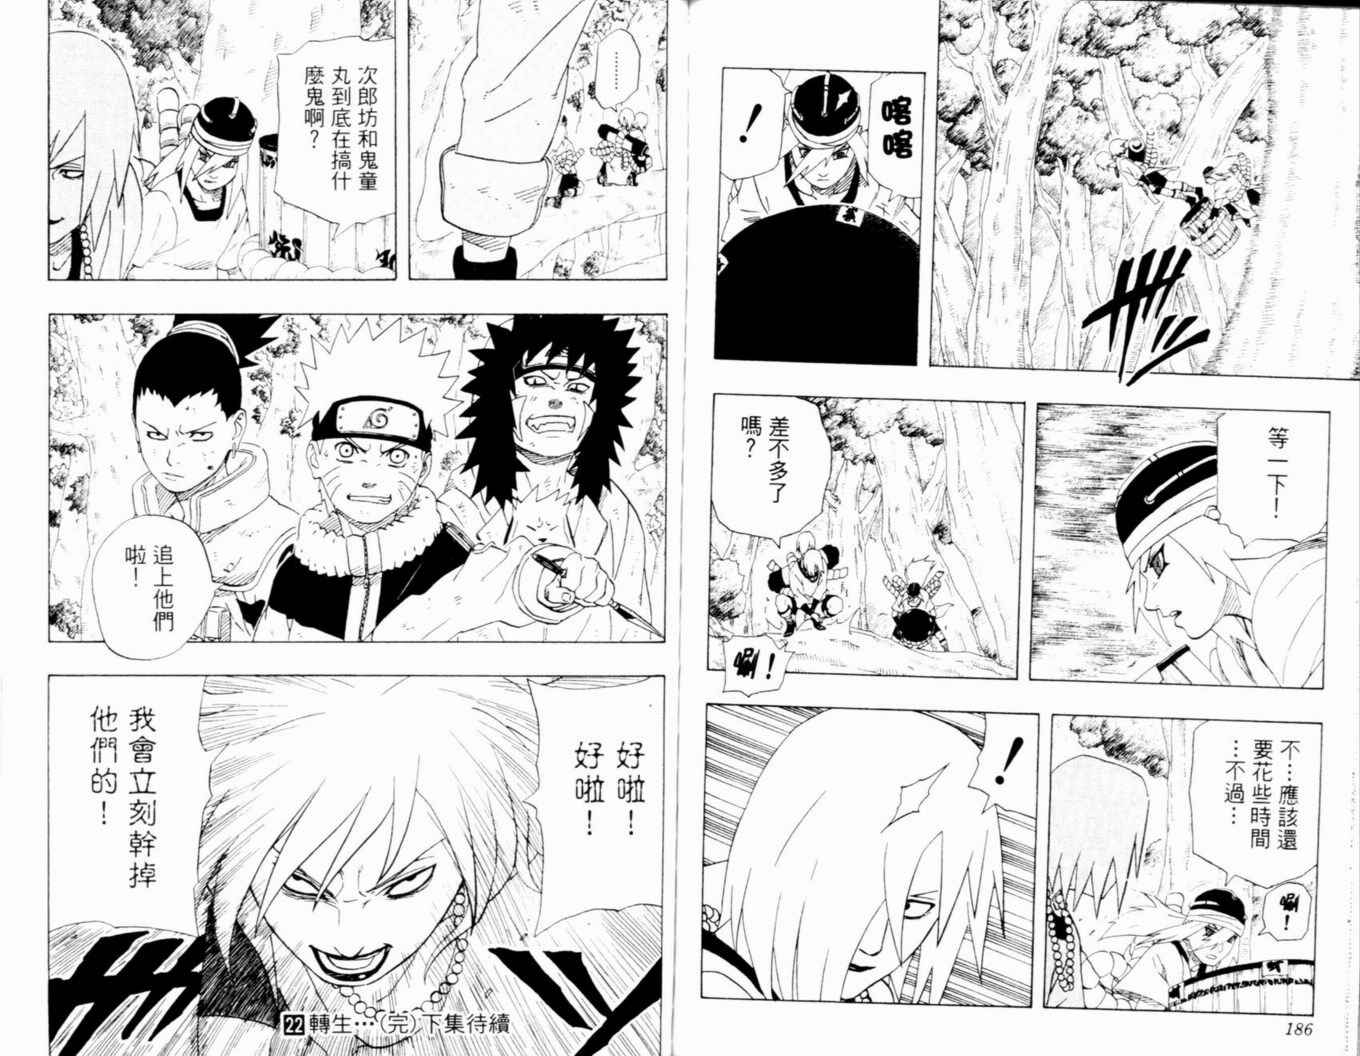 喀
喀
！
等一下！
差不多了
嗎？
唰！
不…應該還
要花些時間
…不過…
唰！
！
186
………
次郎坊和鬼童
丸到底在搞什
麼鬼啊？
追上他們
啦！
好啦！
好啦！
我會立刻幹掉
他們的！
22 轉生…（完）下集待續